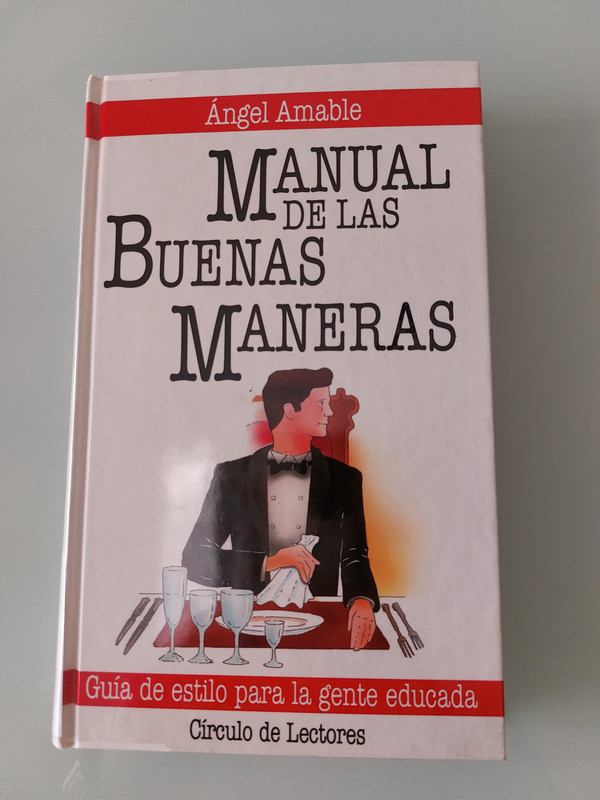 Ángel Amable
MANUAL
DE LAS
BUENAS
MANERAS
Guía de estilo para la gente educada
Círculo de Lectores